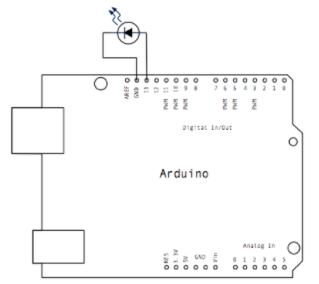 AREF GND 13 12 11 10 9 8 7 6 5 4 3 2 1 0
PWM PWM PWM PWM PWM PWM
Digital In/Out
Arduino
Analog In
RES 3.3V 5V GND Vin 0 1 2 3 4 5